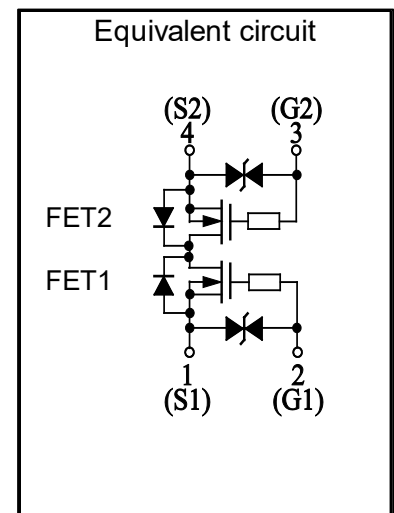 Equivalent circuit
(S2) (G2)
4 3
FET2
FET1
1 2
(S1) (G1)